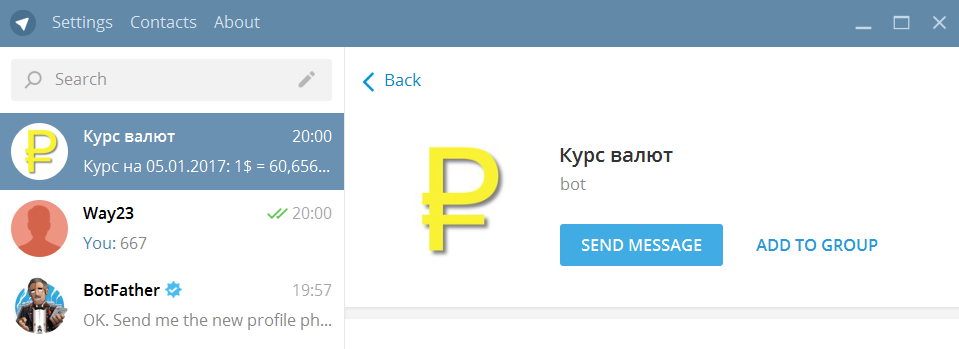 Settings Contacts About
Search
Курс валют 20:00
Курс на 05.01.2017: 1$ = 60,656...
Way23 20:00
You: 667
BotFather 19:57
OK. Send me the new profile ph...
Back
Курс валют
bot
SEND MESSAGE ADD TO GROUP